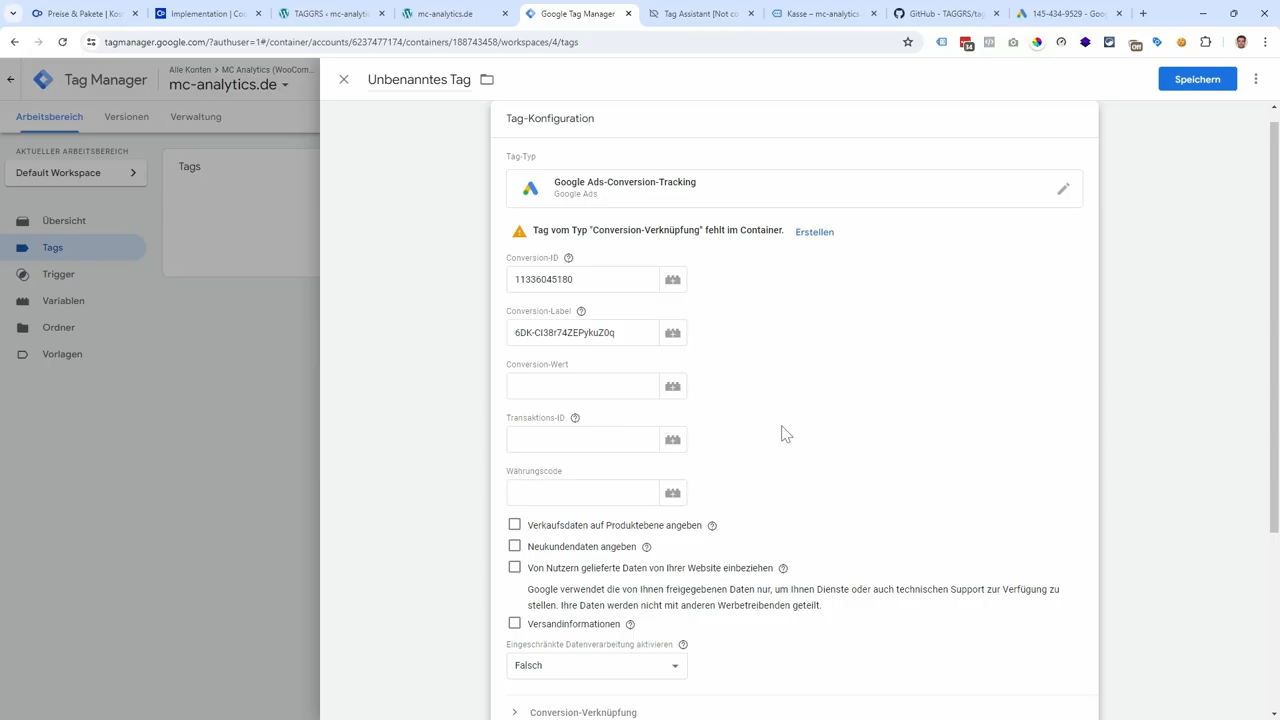 Preise & Pakete | Kos
Implementation | Coo
TAGGRS — mc-analytic
mc-analytics.de
Google Tag Manager
Tag Assistant [Not co
Kasse – mc-analytics.
GitHub - TAGGRS/tag
145-434-9529 - Goog
tagmanager.google.com/?authuser=1#/container/accounts/6237477174/containers/188743458/workspaces/4/tags
14
Off
Tag Manager
Alle Konten > MC Analytics (WooCom...
mc-analytics.de
Unbenanntes Tag
Speichern
Arbeitsbereich
Versionen
Verwaltung
AKTUELLER ARBEITSBEREICH
Default Workspace
Tags
Übersicht
Tags
Trigger
Variablen
Ordner
Vorlagen
Tag-Konfiguration
Tag-Typ
Google Ads-Conversion-Tracking
Google Ads
Tag vom Typ "Conversion-Verknüpfung" fehlt im Container. Erstellen
Conversion-ID
11336045180
Conversion-Label
6DK-CI38r74ZEPykuZ0q
Conversion-Wert
Transaktions-ID
Währungscode
Verkaufsdaten auf Produktebene angeben
Neukundendaten angeben
Von Nutzern gelieferte Daten von Ihrer Website einbeziehen
Google verwendet die von Ihnen freigegebenen Daten nur, um Ihnen Dienste oder auch technischen Support zur Verfügung zu
stellen. Ihre Daten werden nicht mit anderen Werbetreibenden geteilt.
Versandinformationen
Eingeschränkte Datenverarbeitung aktivieren
Falsch
Conversion-Verknüpfung